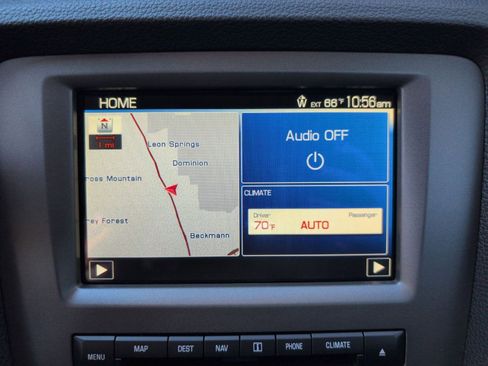 HOME
W EXT 66°F 10:56am
N
1 mi
Leon Springs
Dominion
ross Mountain
rey Forest
Beckmann
Audio OFF
CLIMATE
Driver Passenger
70°F AUTO
MENU MAP DEST NAV i PHONE CLIMATE